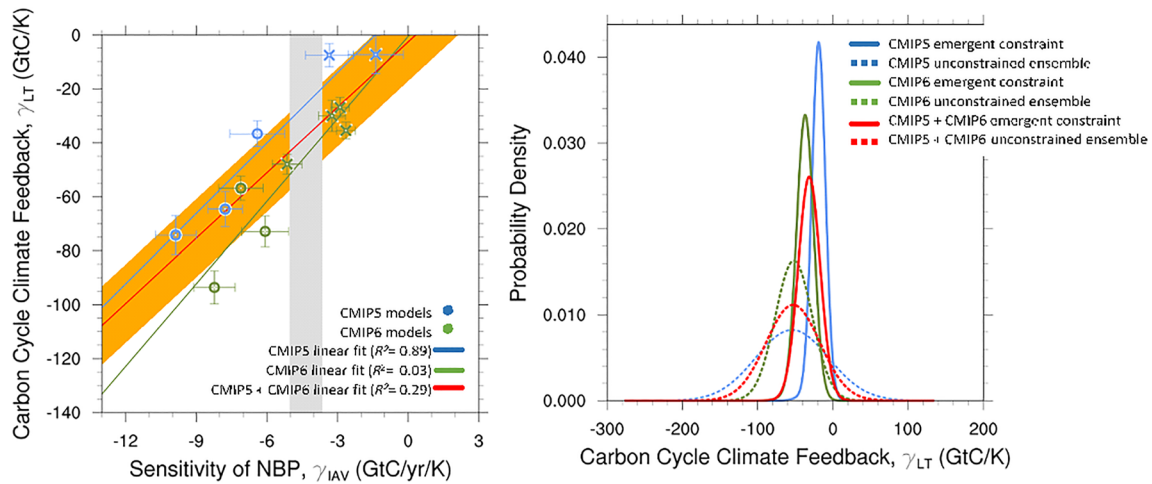 Carbon Cycle Climate Feedback, γLT (GtC/K)
0
-20
-40
-60
-80
-100
-120
-140
-12 -9 -6 -3 0 3
Sensitivity of NBP, γIAV (GtC/yr/K)
CMIP5 models
CMIP6 models
CMIP5 linear fit (R²= 0.89)
CMIP6 linear fit (R²= 0.03)
CMIP5 + CMIP6 linear fit (R²= 0.29)
Probability Density
0.040
0.030
0.020
0.010
0.000
-300 -200 -100 0 100 200
Carbon Cycle Climate Feedback, γLT (GtC/K)
CMIP5 emergent constraint
CMIP5 unconstrained ensemble
CMIP6 emergent constraint
CMIP6 unconstrained ensemble
CMIP5 + CMIP6 emergent constraint
CMIP5 + CMIP6 unconstrained ensemble